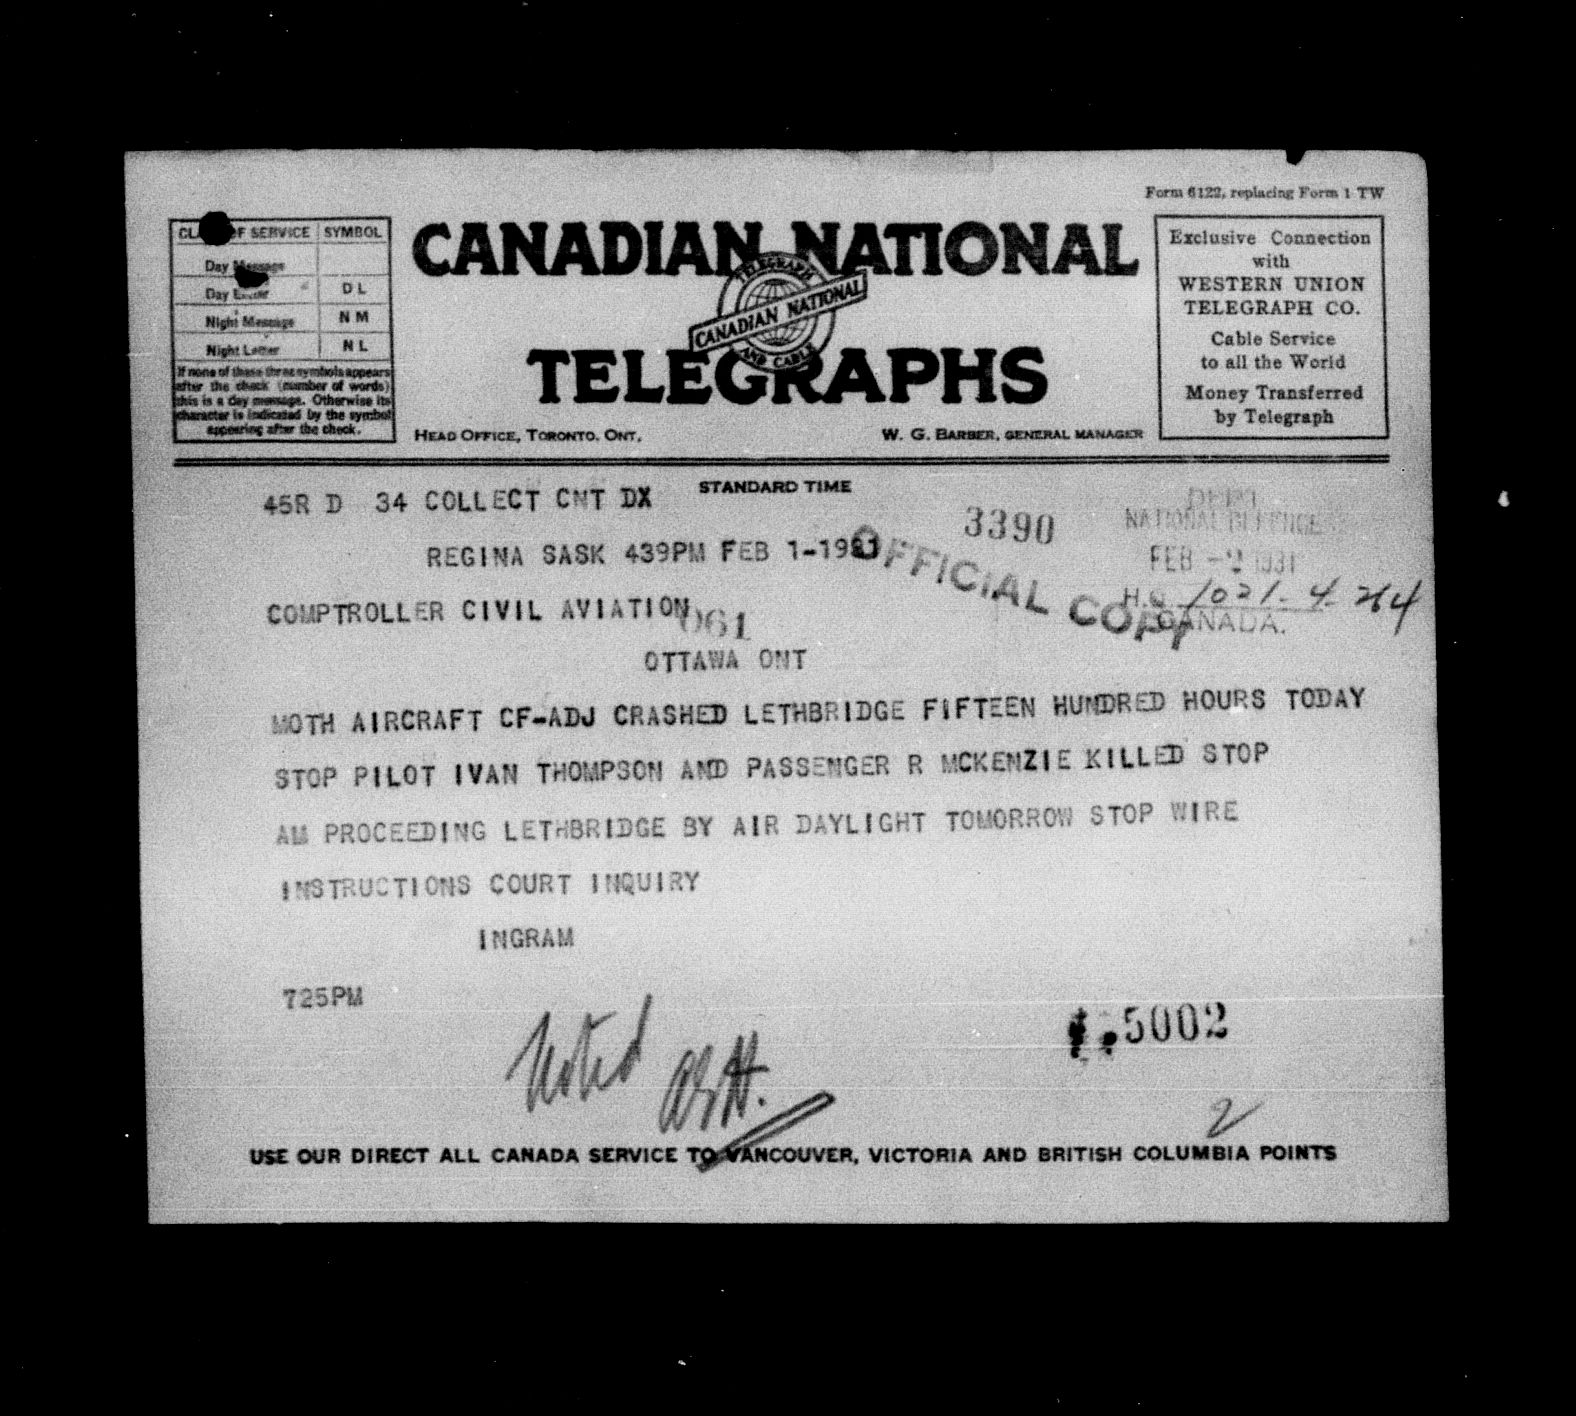 Form 6122, replacing Form 1 TW
CLASS OF SERVICE SYMBOL
Day Message
Day Letter D L
Night Message N M
Night Letter N L
If none of these three symbols appears
after the check (number of words)
this is a day message. Otherwise its
character is indicated by the symbol
appearing after the check.
CANADIAN NATIONAL
TELEGRAPH
CANADIAN NATIONAL
AND CABLE
TELEGRAPHS
HEAD OFFICE, TORONTO, ONT.
W. G. BARBER, GENERAL MANAGER
Exclusive Connection
with
WESTERN UNION
TELEGRAPH CO.
Cable Service
to all the World
Money Transferred
by Telegraph
STANDARD TIME
45R D 34 COLLECT CNT DX
3390
DEPT.
NATIONAL DEFENCE
FEB -2 1931
H.Q. 1021-4-264
CANADA.
REGINA SASK 439PM FEB 1-1931
OFFICIAL COPY
COMPTROLLER CIVIL AVIATION
061
OTTAWA ONT
MOTH AIRCRAFT CF-ADJ CRASHED LETHBRIDGE FIFTEEN HUNDRED HOURS TODAY
STOP PILOT IVAN THOMPSON AND PASSENGER R MCKENZIE KILLED STOP
AM PROCEEDING LETHBRIDGE BY AIR DAYLIGHT TOMORROW STOP WIRE
INSTRUCTIONS COURT INQUIRY
INGRAM
725PM
Noted
5002
2
USE OUR DIRECT ALL CANADA SERVICE TO VANCOUVER, VICTORIA AND BRITISH COLUMBIA POINTS